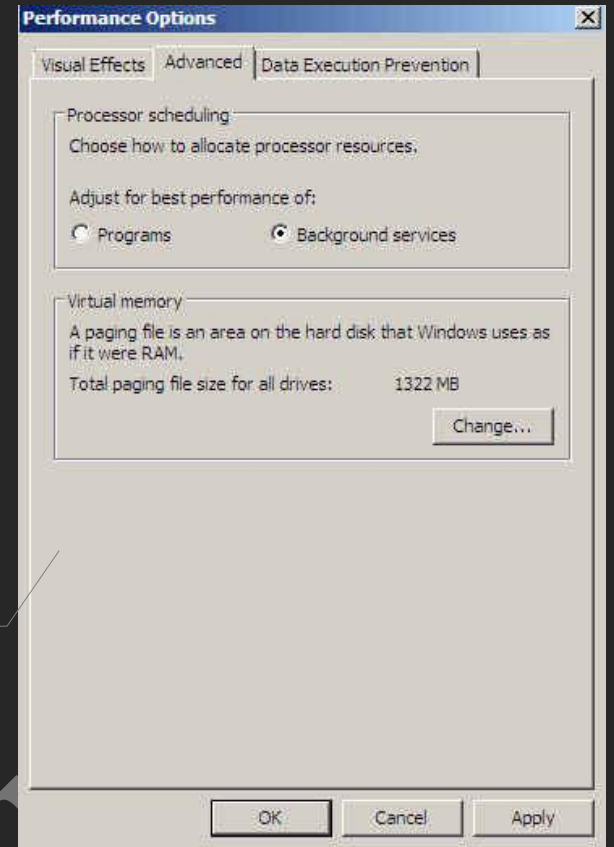 Performance Options
Visual Effects Advanced Data Execution Prevention
Processor scheduling
Choose how to allocate processor resources.
Adjust for best performance of:
Programs Background services
Virtual memory
A paging file is an area on the hard disk that Windows uses as
if it were RAM.
Total paging file size for all drives: 1322 MB
Change...
OK Cancel Apply